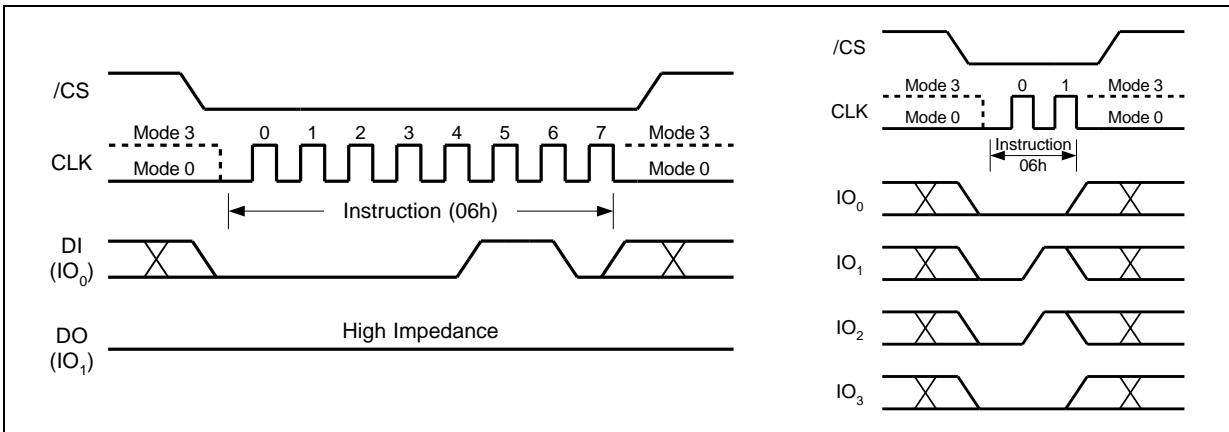 /CS
Mode 3
0 1 2 3 4 5 6 7
Mode 3
CLK
Mode 0
Mode 0
Instruction (06h)
DI
(IO0)
High Impedance
DO
(IO1)
/CS
Mode 3
0 1
Mode 3
CLK
Mode 0
Mode 0
Instruction
06h
IO0
IO1
IO2
IO3